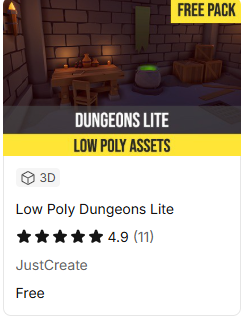 FREE PACK
DUNGEONS LITE
LOW POLY ASSETS
3D
Low Poly Dungeons Lite
4.9 (11)
JustCreate
Free